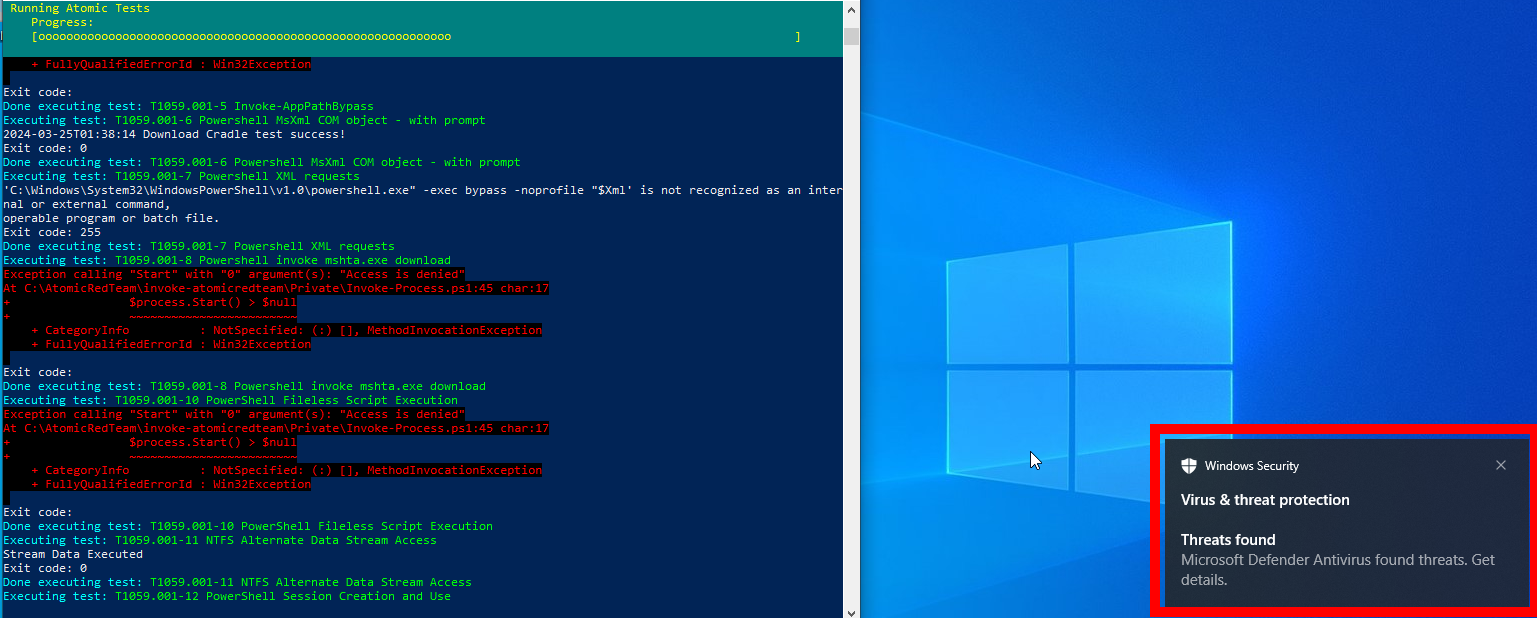 Running Atomic Tests
Progress:
[ooooooooooooooooooooooooooooooooooooooooooooooooooooooooooo ]
+ FullyQualifiedErrorId : Win32Exception
Exit code:
Done executing test: T1059.001-5 Invoke-AppPathBypass
Executing test: T1059.001-6 Powershell MsXml COM object - with prompt
2024-03-25T01:38:14 Download Cradle test success!
Exit code: 0
Done executing test: T1059.001-6 Powershell MsXml COM object - with prompt
Executing test: T1059.001-7 Powershell XML requests
'C:\Windows\System32\WindowsPowerShell\v1.0\powershell.exe" -exec bypass -noprofile "$Xml' is not recognized as an inter
nal or external command,
operable program or batch file.
Exit code: 255
Done executing test: T1059.001-7 Powershell XML requests
Executing test: T1059.001-8 Powershell invoke mshta.exe download
Exception calling "Start" with "0" argument(s): "Access is denied"
At C:\AtomicRedTeam\invoke-atomicredteam\Private\Invoke-Process.ps1:45 char:17
+ $process.Start() > $null
+ ~~~~~~~~~~~~~~~~~~~~~~~~
+ CategoryInfo : NotSpecified: (:) [], MethodInvocationException
+ FullyQualifiedErrorId : Win32Exception
Exit code:
Done executing test: T1059.001-8 Powershell invoke mshta.exe download
Executing test: T1059.001-10 PowerShell Fileless Script Execution
Exception calling "Start" with "0" argument(s): "Access is denied"
At C:\AtomicRedTeam\invoke-atomicredteam\Private\Invoke-Process.ps1:45 char:17
+ $process.Start() > $null
+ ~~~~~~~~~~~~~~~~~~~~~~~~
+ CategoryInfo : NotSpecified: (:) [], MethodInvocationException
+ FullyQualifiedErrorId : Win32Exception
Exit code:
Done executing test: T1059.001-10 PowerShell Fileless Script Execution
Executing test: T1059.001-11 NTFS Alternate Data Stream Access
Stream Data Executed
Exit code: 0
Done executing test: T1059.001-11 NTFS Alternate Data Stream Access
Executing test: T1059.001-12 PowerShell Session Creation and Use
Windows Security
Virus & threat protection
Threats found
Microsoft Defender Antivirus found threats. Get
details.